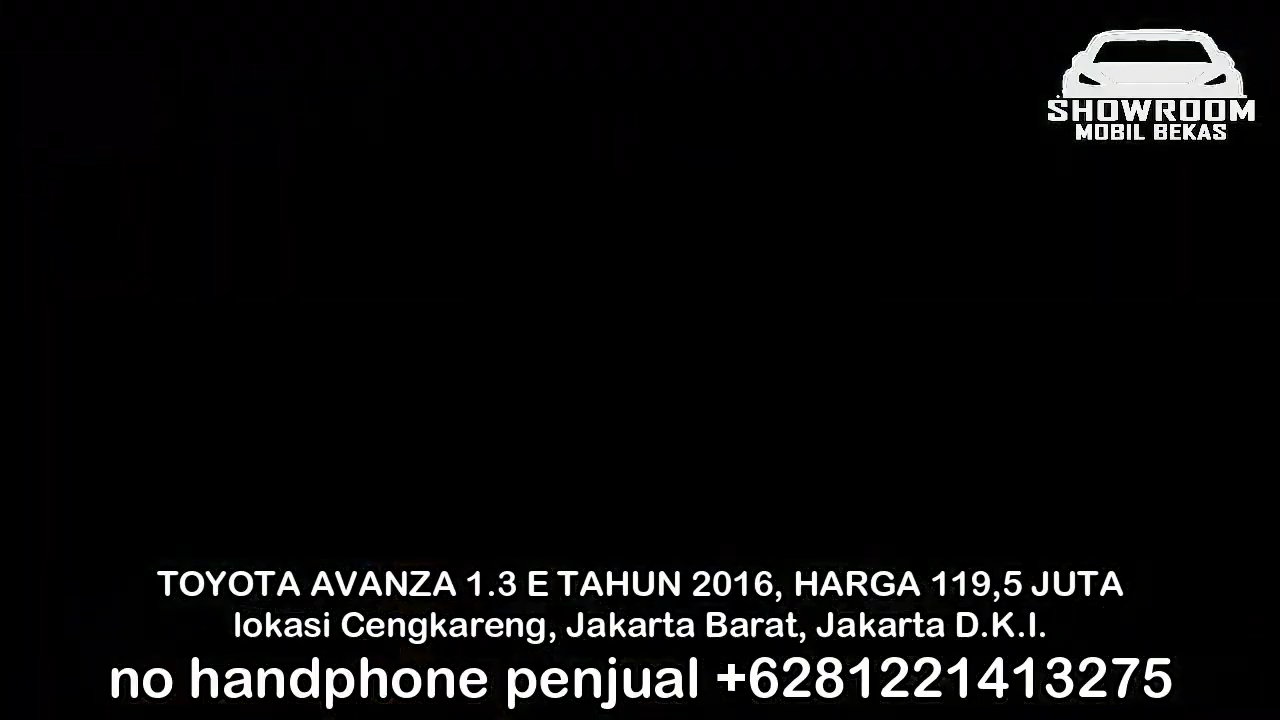 SHOWROOM
MOBIL BEKAS
TOYOTA AVANZA 1.3 E TAHUN 2016, HARGA 119,5 JUTA
lokasi Cengkareng, Jakarta Barat, Jakarta D.K.I.
no handphone penjual +6281221413275